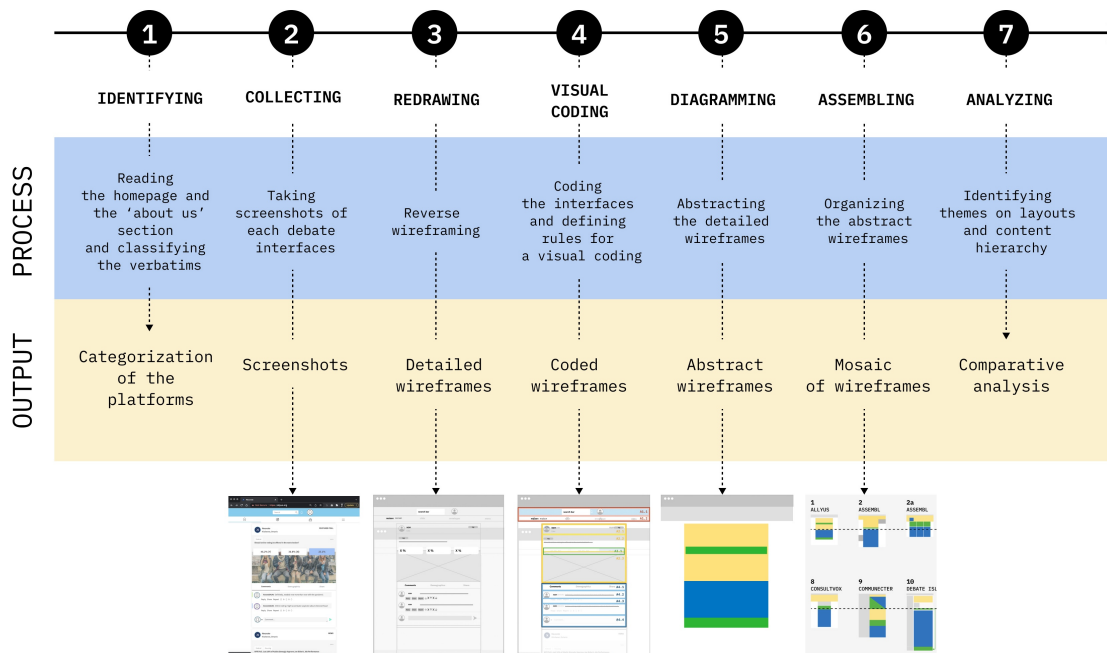 1 2 3 4 5 6 7
IDENTIFYING
COLLECTING
REDRAWING
VISUAL
CODING
DIAGRAMMING
ASSEMBLING
ANALYZING
PROCESS
Reading
the homepage and
the ‘about us’
section
and classifying
the verbatims
Taking
screenshots of
each debate
interfaces
Reverse
wireframing
Coding
the interfaces
and defining
rules for
a visual coding
Abstracting
the detailed
wireframes
Organizing
the abstract
wireframes
Identifying
themes on layouts
and content
hierarchy
OUTPUT
Categorization
of the
platforms
Screenshots
Detailed
wireframes
Coded
wireframes
Abstract
wireframes
Mosaic
of wireframes
Comparative
analysis
1
ALLYUS
2
ASSEMBL
2a
ASSEMBL
8
CONSULTVOX
9
COMMUNECTER
10
DEBATE ISL